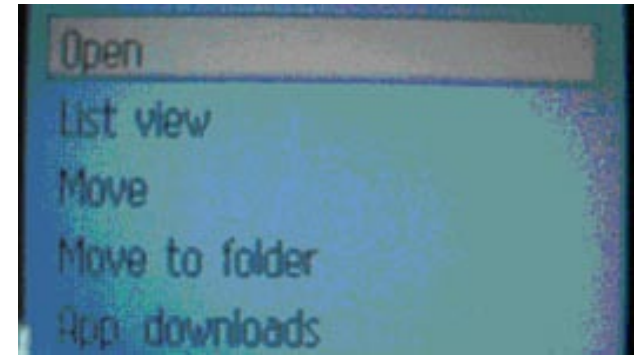 Open
List view
Move
Move to folder
App downloads